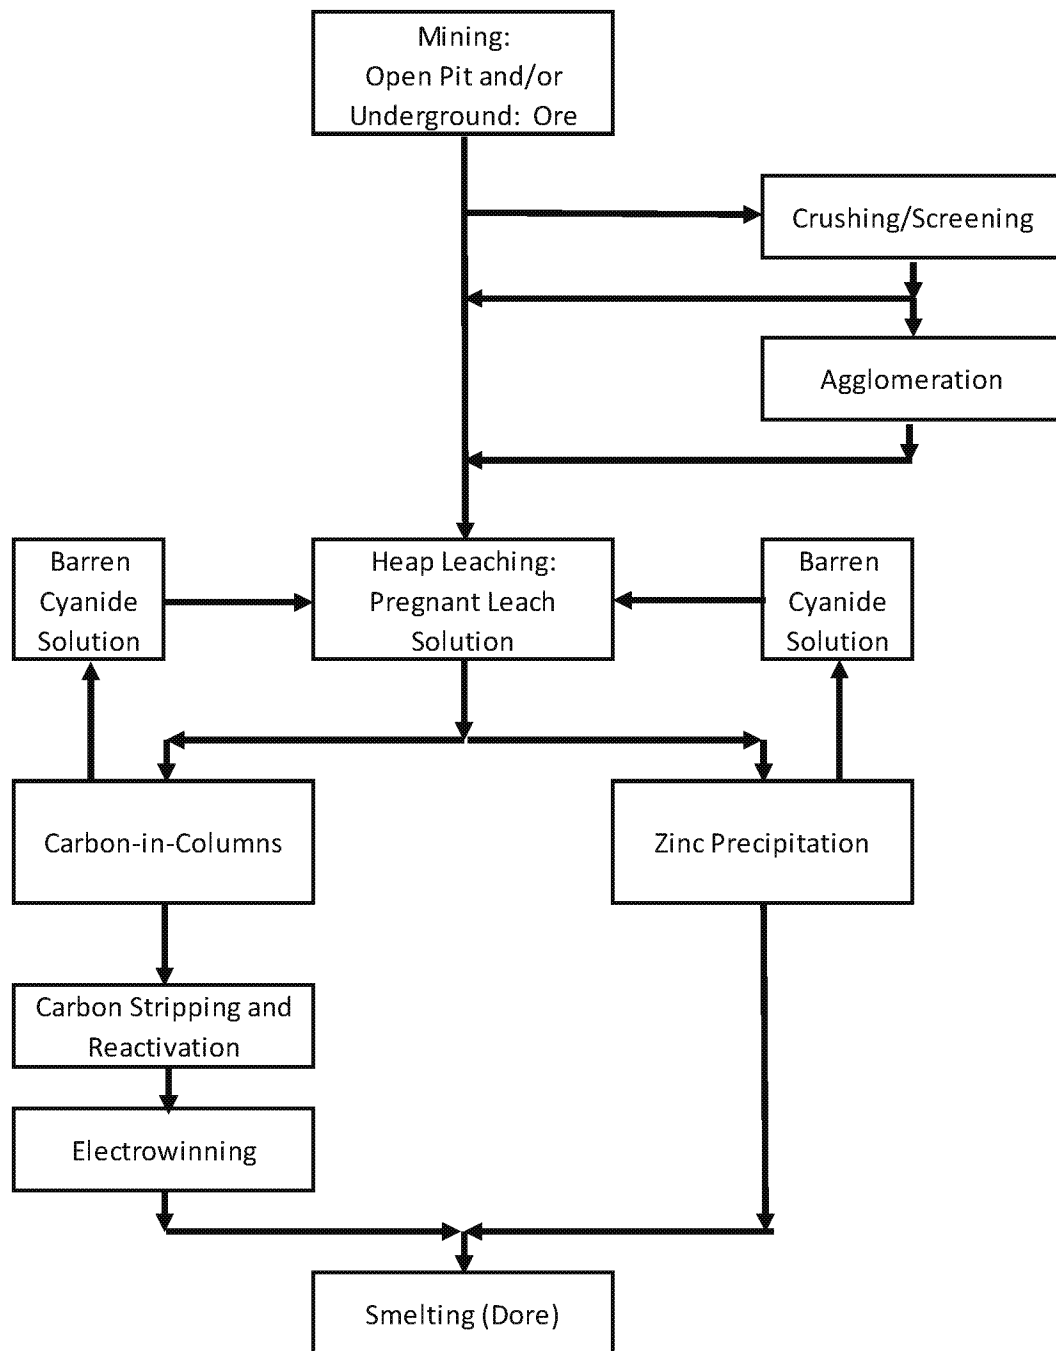 Mining:
Open Pit and/or
Underground: Ore
Crushing/Screening
Agglomeration
Barren
Cyanide
Solution
Heap Leaching:
Pregnant Leach
Solution
Barren
Cyanide
Solution
Carbon-in-Columns
Zinc Precipitation
Carbon Stripping and
Reactivation
Electrowinning
Smelting (Dore)